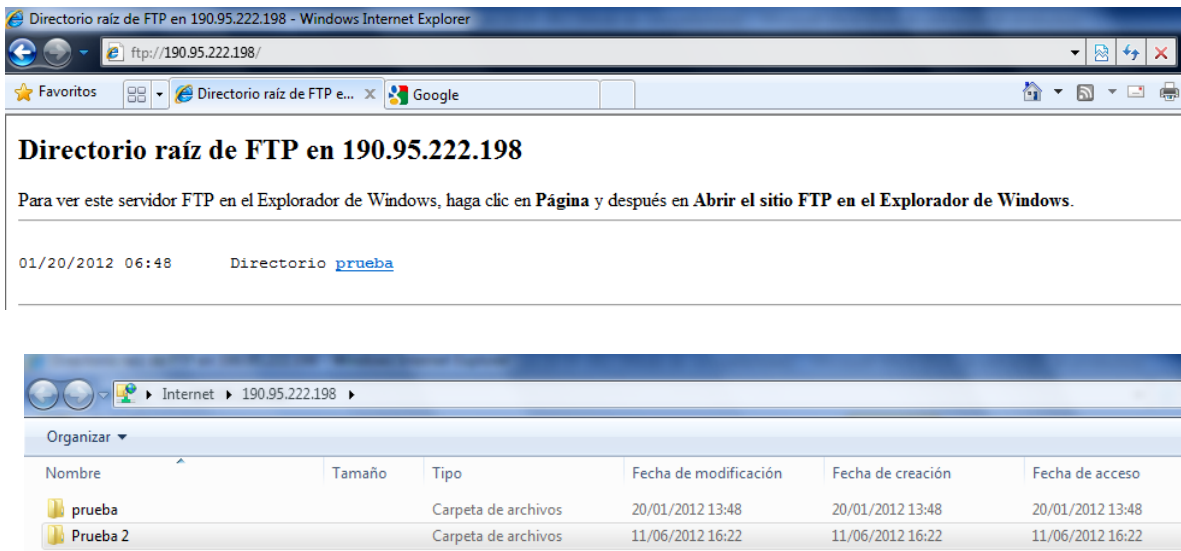 Directorio raíz de FTP en 190.95.222.198 - Windows Internet Explorer
ftp://190.95.222.198/
Favoritos Directorio raíz de FTP e... Google
Directorio raíz de FTP en 190.95.222.198
Para ver este servidor FTP en el Explorador de Windows, haga clic en Página y después en Abrir el sitio FTP en el Explorador de Windows.
01/20/2012 06:48 Directorio prueba
Internet 190.95.222.198
Organizar
Nombre Tamaño Tipo Fecha de modificación Fecha de creación Fecha de acceso
prueba Carpeta de archivos 20/01/2012 13:48 20/01/2012 13:48 20/01/2012 13:48
Prueba 2 Carpeta de archivos 11/06/2012 16:22 11/06/2012 16:22 11/06/2012 16:22